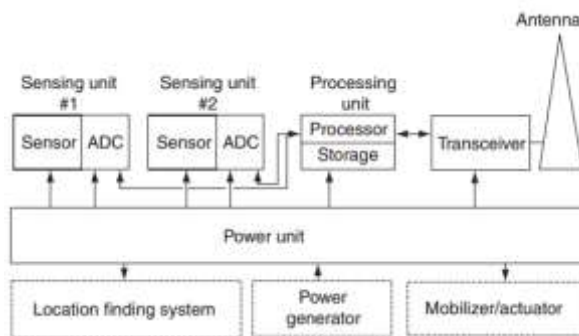 Antenna
Sensing unit
#1
Sensing unit
#2
Processing
unit
Sensor
ADC
Sensor
ADC
Processor
Storage
Transceiver
Power unit
Location finding system
Power
generator
Mobilizer/actuator